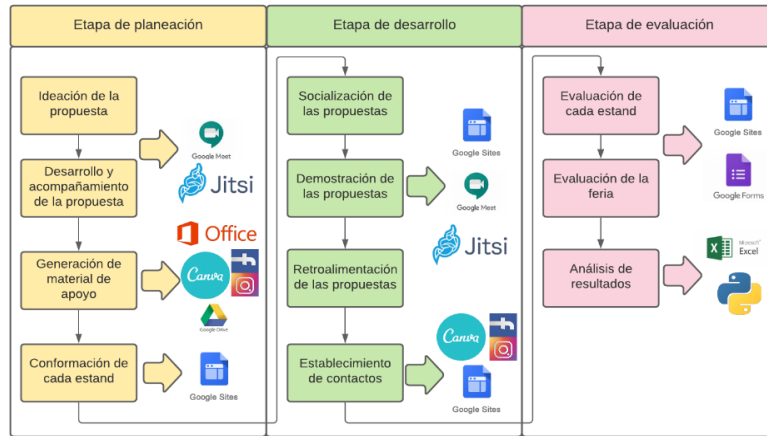 Etapa de planeación
Ideación de la
propuesta
Google Meet
Desarrollo y
acompañamiento
de la propuesta
Jitsi
Office
Generación de
material de
apoyo
Canva
Google Drive
Conformación de
cada estand
Google Sites
Etapa de desarrollo
Socialización de
las propuestas
Google Sites
Demostración de
las propuestas
Google Meet
Jitsi
Retroalimentación
de las propuestas
Canva
Establecimiento
de contactos
Google Sites
Etapa de evaluación
Evaluación de
cada estand
Google Sites
Evaluación de la
feria
Google Forms
Análisis de
resultados
Microsoft
Excel